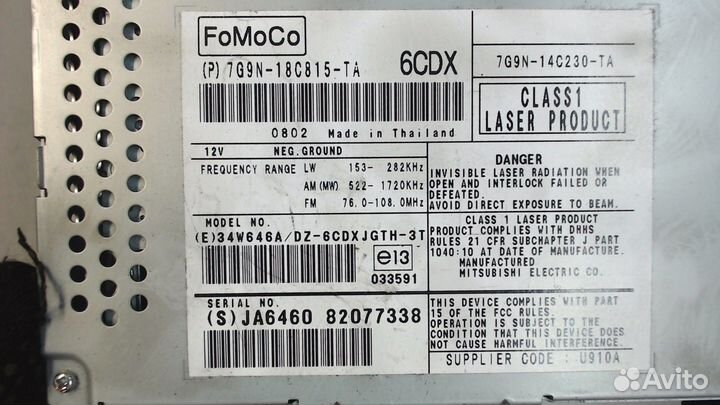 FoMoCo
(P) 7G9N-18C815-TA 6CDX
7G9N-14C230-TA
CLASS1
LASER PRODUCT
0802 Made in Thailand
12V NEG.GROUND
FREQUENCY RANGE LW 153- 282KHz
AM(MW) 522-1720KHz
FM 76.0-108.0MHz
DANGER
INVISIBLE LASER RADIATION WHEN
OPEN AND INTERLOCK FAILED OR
DEFEATED.
AVOID DIRECT EXPOSURE TO BEAM.
MODEL NO.
(E)34W646A/DZ-6CDXJGTH-3T
e13
033591
CLASS 1 LASER PRODUCT
PRODUCT COMPLIES WITH DHHS
RULES 21 CFR SUBCHAPTER J PART
1040:10 AT DATE OF MANUFACTURE.
MANUFACTURED
MITSUBISHI ELECTRIC CO.
SERIAL NO.
(S)JA6460 82077338
THIS DEVICE COMPLIES WITH PART
15 OF THE FCC RULES.
OPERATION IS SUBJECT TO THE
CONDITION THAT THIS DEVICE DOES
NOT CAUSE HARMFUL INTERFERENCE.
SUPPLIER CODE : U910A
Avito